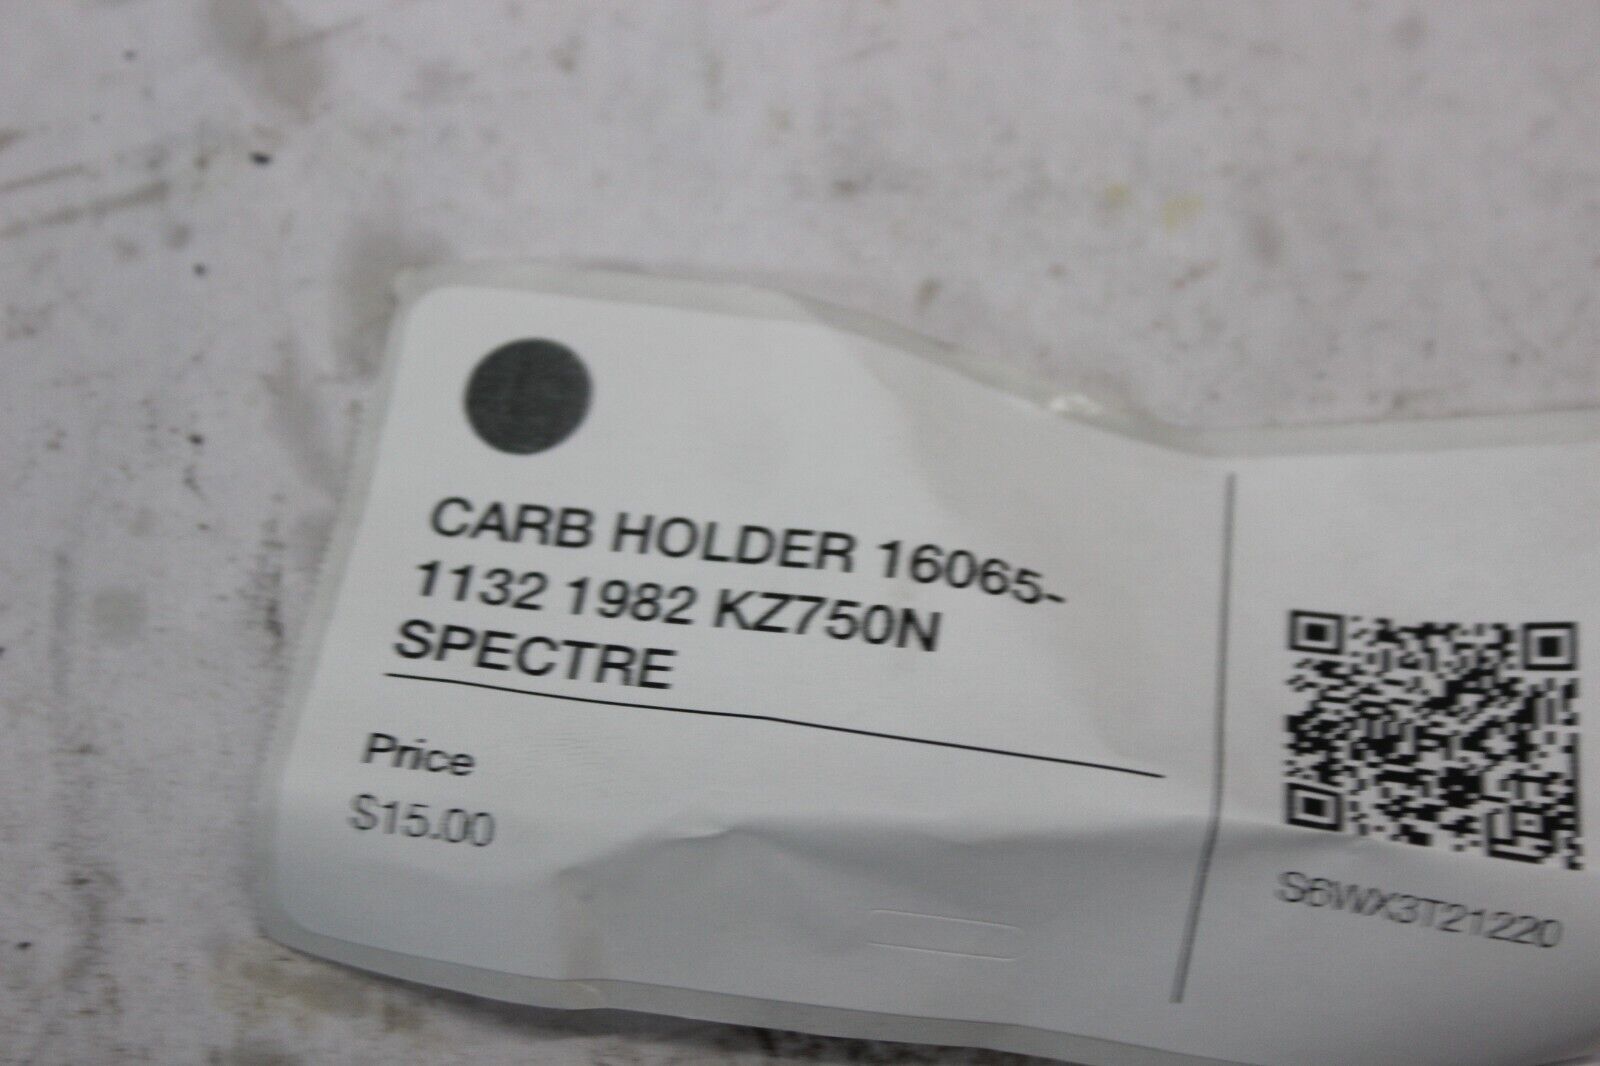 CARB HOLDER 16065-
1132 1982 KZ750N
SPECTRE
Price
$15.00
S6WX3T21220